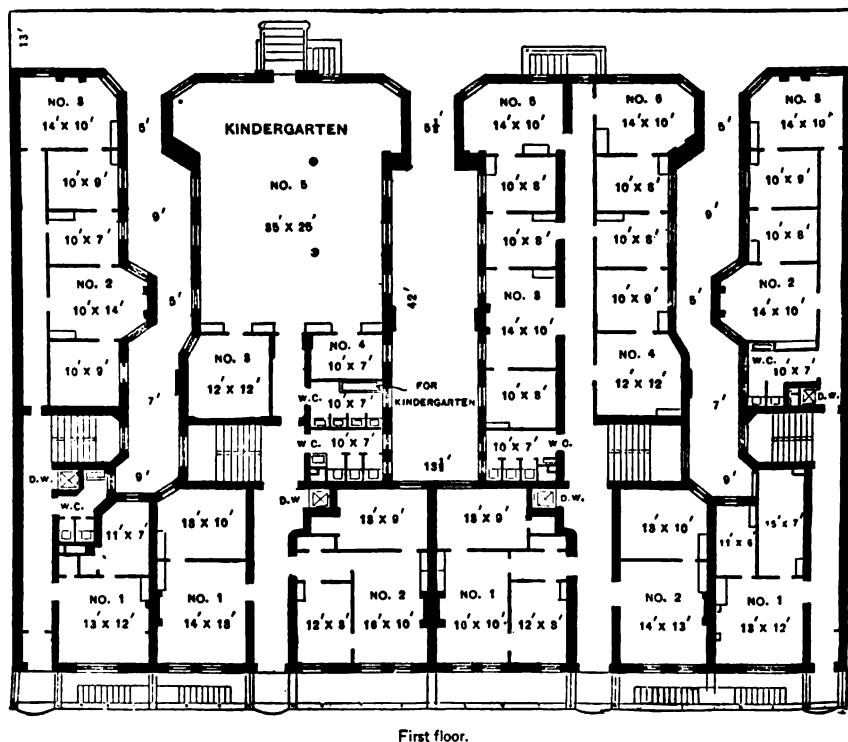 13'
NO. 3
14' X 10'
5'
KINDERGARTEN
5½'
NO. 5
14' X 10'
NO. 6
14' X 10'
5'
NO. 3
14' X 10'
10' X 9'
NO. 5
10' X 8'
10' X 8'
10' X 9'
9'
35' X 25'
9'
10' X 7'
10' X 8'
10' X 8'
10' X 8'
NO. 2
10' X 14'
5'
42'
NO. 3
14' X 10'
10' X 9'
5'
NO. 2
14' X 10'
NO. 4
10' X 7'
10' X 9'
NO. 3
12' X 12'
FOR
KINDERGARTEN
10' X 8'
NO. 4
12' X 12'
W.C.
10' X 7'
7'
W.C.
10' X 7'
7'
D.W.
W.C.
10' X 7'
10' X 7'
W.C.
D.W.
9'
13½'
9'
W.C.
D.W.
D.W.
11' X 7'
18' X 10'
18' X 9'
18' X 9'
13' X 10'
11' X 6'
15' X 7'
NO. 1
13' X 12'
NO. 1
14' X 18'
12' X 8'
NO. 2
16' X 10'
NO. 1
10' X 10'
12' X 8'
NO. 2
14' X 13'
NO. 1
13' X 12'
First floor.